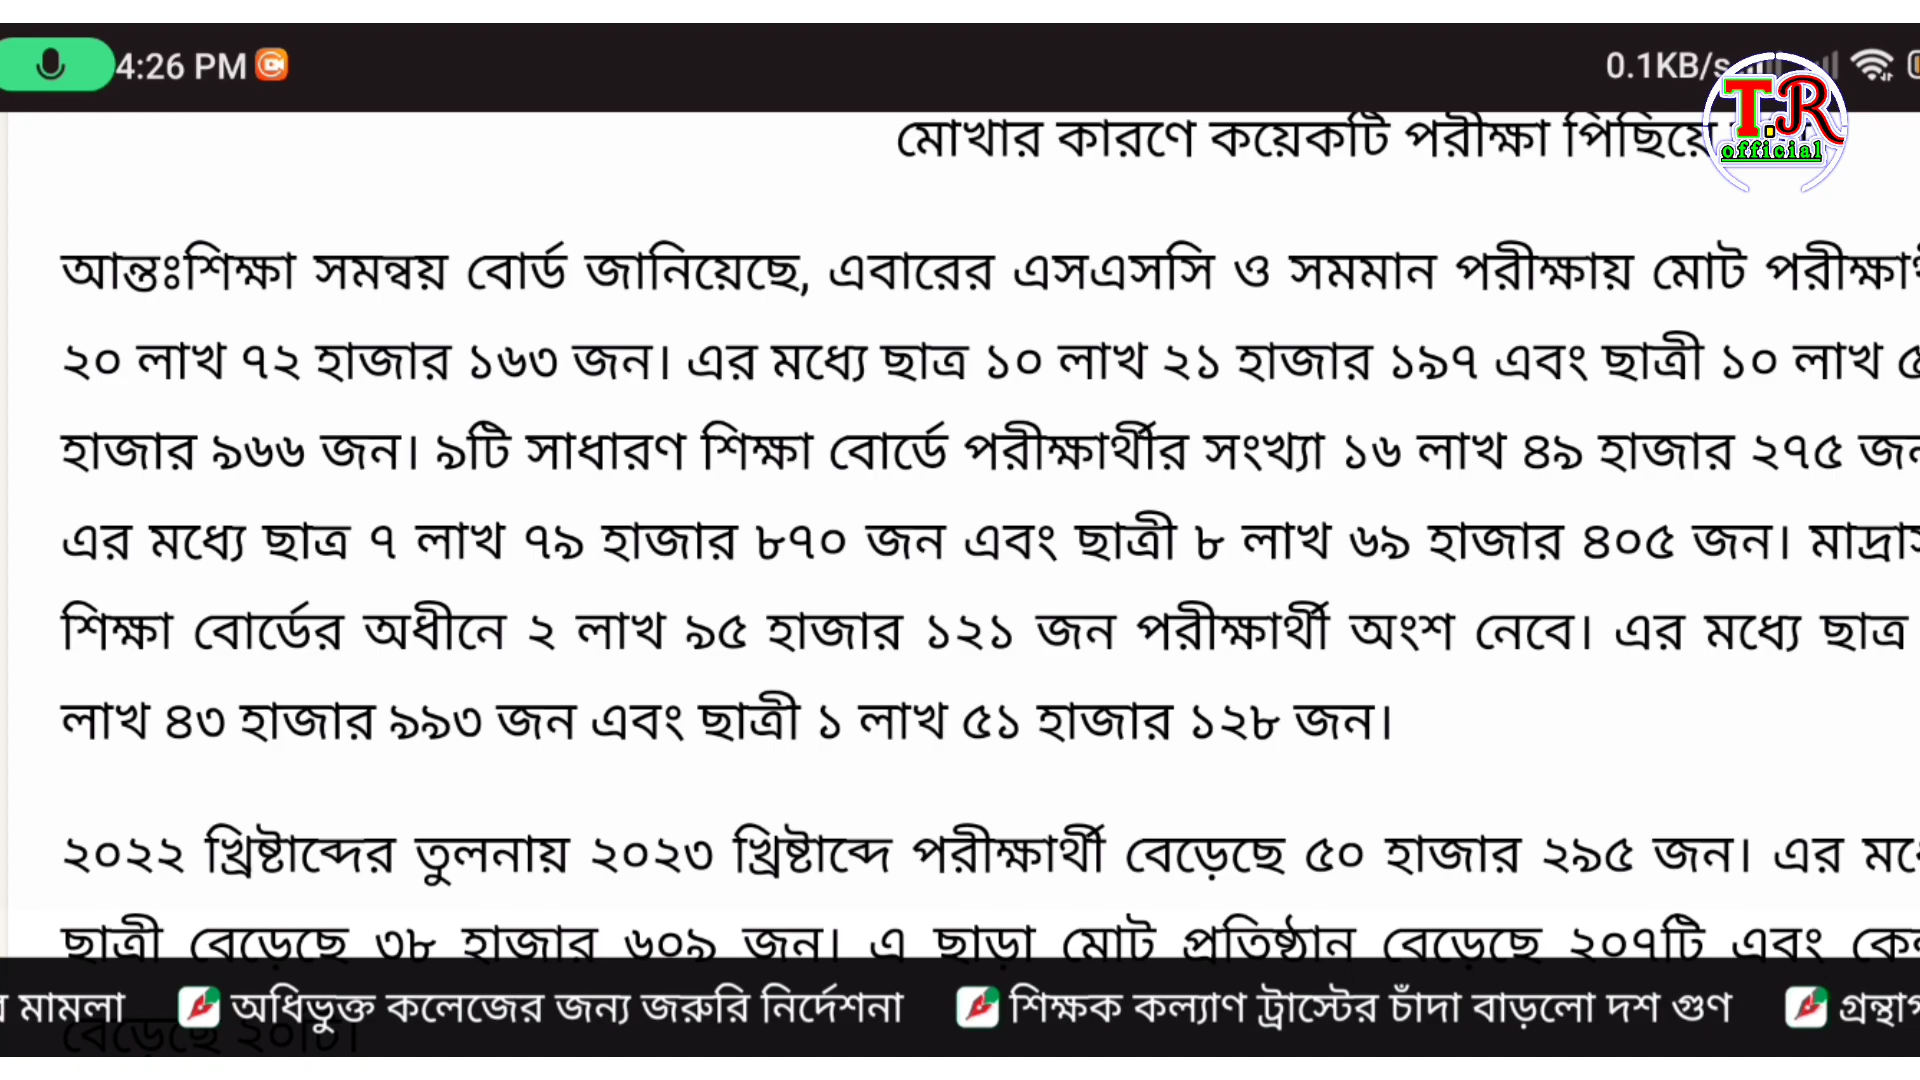 4:26 PM 0.1KB/s
T.R
official
মোখার কারণে কয়েকটি পরীক্ষা পিছিয়ে
আন্তঃশিক্ষা সমন্বয় বোর্ড জানিয়েছে, এবারের এসএসসি ও সমমান পরীক্ষায় মোট
২০ লাখ ৭২ হাজার ১৬৩ জন। এর মধ্যে ছাত্র ১০ লাখ ২১ হাজার ১৯৭ এবং ছাত্রী ১০ লাখ
হাজার ৯৬৬ জন। ৯টি সাধারণ শিক্ষা বোর্ডে পরীক্ষার্থীর সংখ্যা ১৬ লাখ ৪৯ হাজার ২৭৫ জন
এর মধ্যে ছাত্র ৭ লাখ ৭৯ হাজার ৮৭০ জন এবং ছাত্রী ৮ লাখ ৬৯ হাজার ৪০৫ জন।
শিক্ষা বোর্ডের অধীনে ২ লাখ ৯৫ হাজার ১২১ জন পরীক্ষার্থী অংশ নেবে। এর মধ্যে ছাত্র
লাখ ৪৩ হাজার ৯৯৩ জন এবং ছাত্রী ১ লাখ ৫১ হাজার ১২৮ জন।
২০২২ খ্রিষ্টাব্দের তুলনায় ২০২৩ খ্রিষ্টাব্দে পরীক্ষার্থী বেড়েছে ৫০ হাজার ২৯৫ জন। এর
ছাত্রী বেড়েছে ৩৮ হাজার ৬০৯ জন। এ ছাড়া মোট প্রতিষ্ঠান বেড়েছে ২০৭টি এবং
মামলা অধিভুক্ত কলেজের জন্য জরুরি নির্দেশনা শিক্ষক কল্যাণ ট্রাস্টের চাঁদা বাড়লো দশ গুণ
বেড়েছে ২০টি।